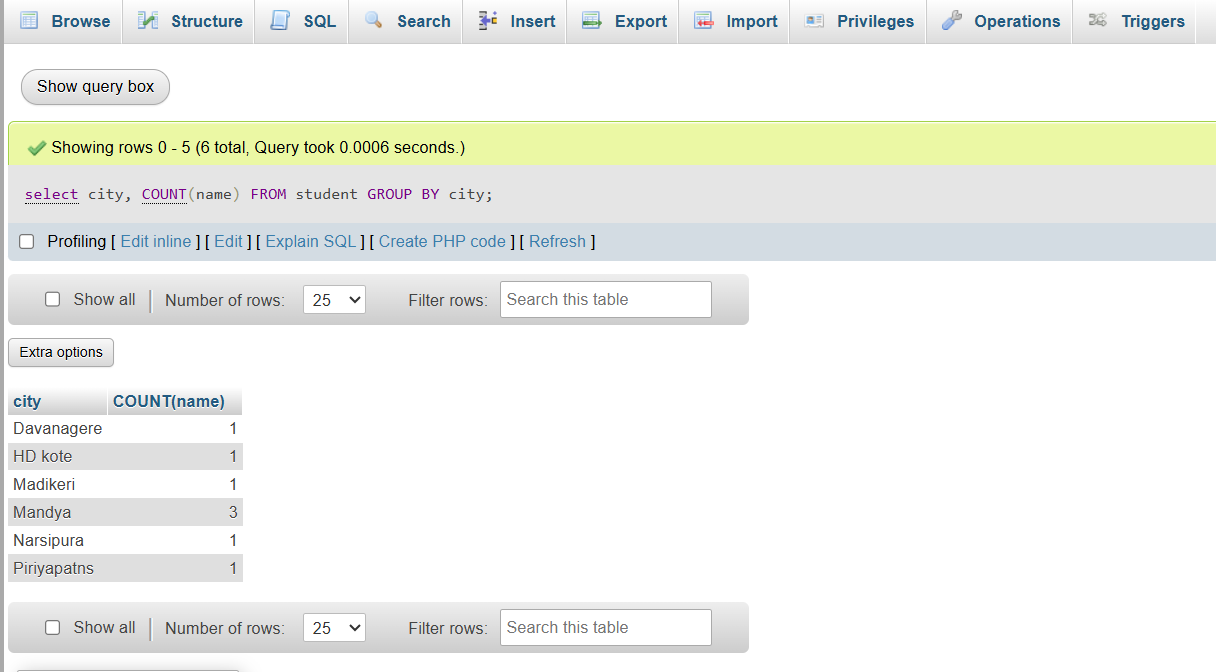 Browse Structure SQL Search Insert Export Import Privileges Operations Triggers
Show query box
Showing rows 0 - 5 (6 total, Query took 0.0006 seconds.)
select city, COUNT(name) FROM student GROUP BY city;
Profiling [ Edit inline ] [ Edit ] [ Explain SQL ] [ Create PHP code ] [ Refresh ]
Show all | Number of rows: 25 Filter rows: Search this table
Extra options
city COUNT(name)
Davanagere 1
HD kote 1
Madikeri 1
Mandya 3
Narsipura 1
Piriyapatns 1
Show all | Number of rows: 25 Filter rows: Search this table